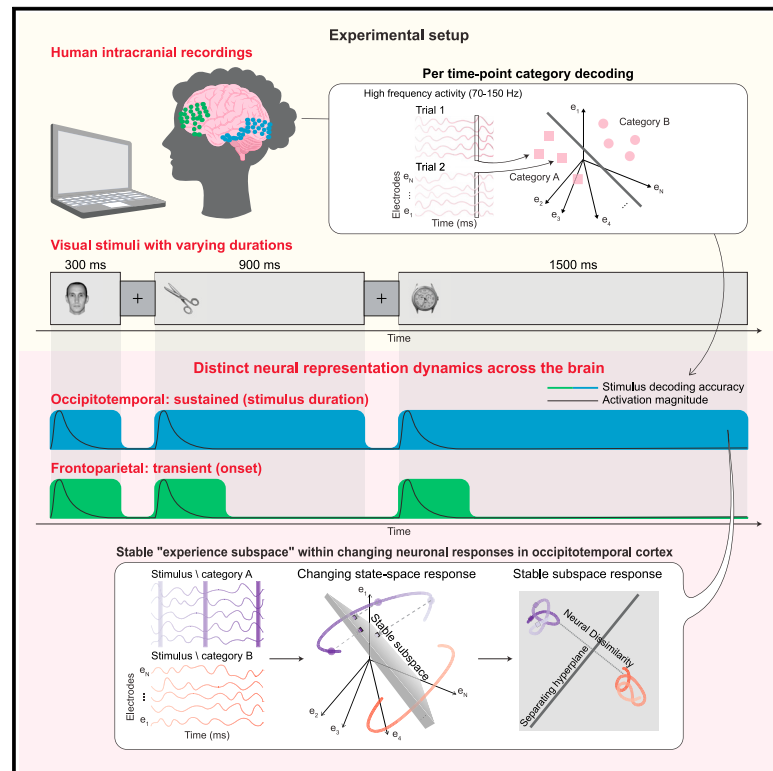 Experimental setup
Human intracranial recordings
Per time-point category decoding
High frequency activity (70-150 Hz)
Trial 1
Trial 2
Electrodes
eN
⋮
e1
Time (ms)
Category A
Category B
e1
e2
e3
e4
...
eN
Visual stimuli with varying durations
300 ms
900 ms
1500 ms
+
+
Time
Distinct neural representation dynamics across the brain
Stimulus decoding accuracy
Activation magnitude
Occipitotemporal: sustained (stimulus duration)
Frontoparietal: transient (onset)
Time
Stable "experience subspace" within changing neuronal responses in occipitotemporal cortex
Stimulus \ category A
Stimulus \ category B
Electrodes
eN
⋮
e1
Time (ms)
Changing state-space response
e1
Stable subspace
e2
e3
e4
...
eN
Stable subspace response
Neural Dissimilarity
Separating hyperplane